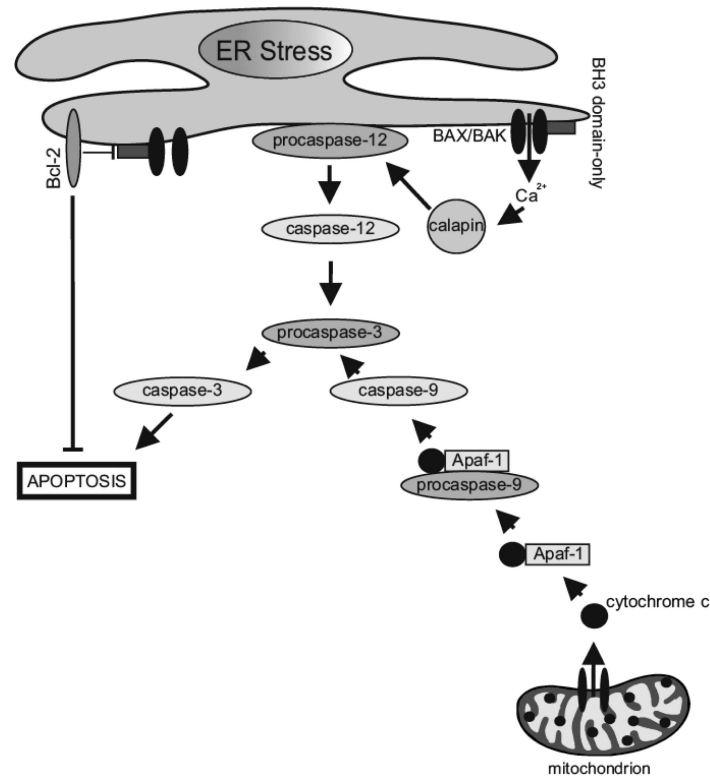 ER Stress
BH3 domain-only
Bcl-2
procaspase-12
BAX/BAK
Ca2+
caspase-12
calapin
procaspase-3
caspase-3
caspase-9
Apaf-1
procaspase-9
APOPTOSIS
Apaf-1
cytochrome c
mitochondrion